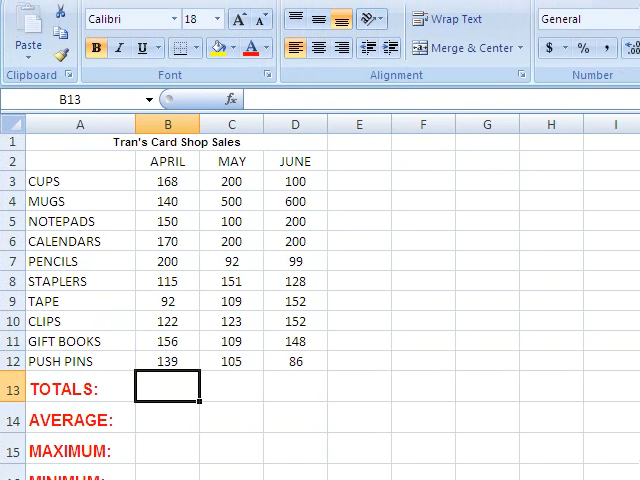 Calibri 18 A A Wrap Text General
Paste B I U A Merge & Center $ % , .00
Clipboard Font Alignment Number
B13 fx
A B C D E F G H I
1 Tran's Card Shop Sales
2 APRIL MAY JUNE
3 CUPS 168 200 100
4 MUGS 140 500 600
5 NOTEPADS 150 100 200
6 CALENDARS 170 200 200
7 PENCILS 200 92 99
8 STAPLERS 115 151 128
9 TAPE 92 109 152
10 CLIPS 122 123 152
11 GIFT BOOKS 156 109 148
12 PUSH PINS 139 105 86
13 TOTALS:
14 AVERAGE:
15 MAXIMUM:
MINIMUM: